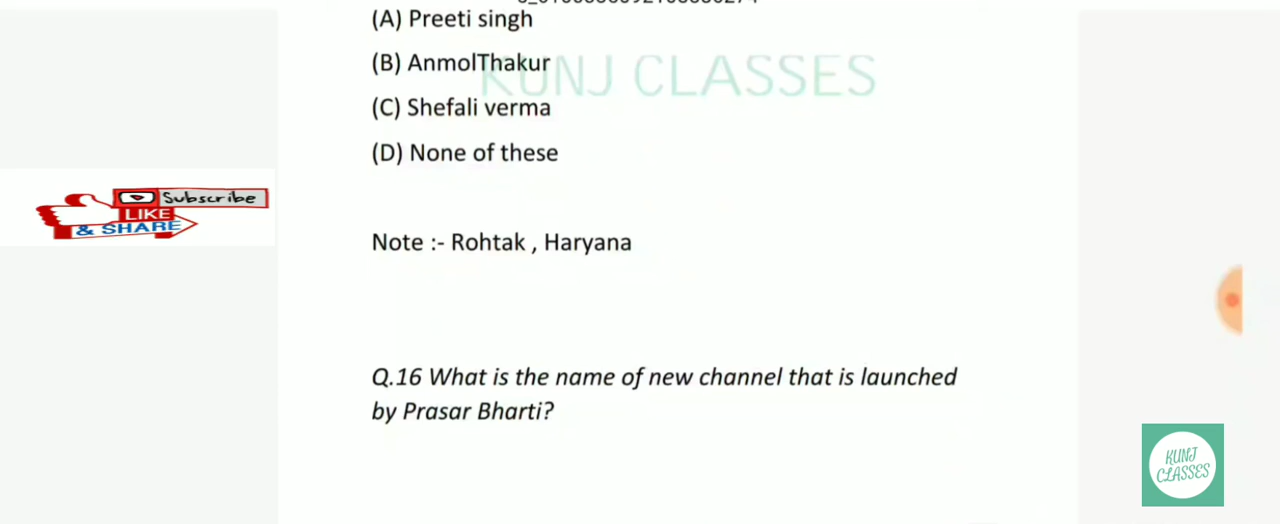 (A) Preeti singh
(B) AnmolThakur
KUNJ CLASSES
(C) Shefali verma
(D) None of these
Subscribe
LIKE
& SHARE
Note :- Rohtak , Haryana
Q.16 What is the name of new channel that is launched
by Prasar Bharti?
KUNJ
CLASSES